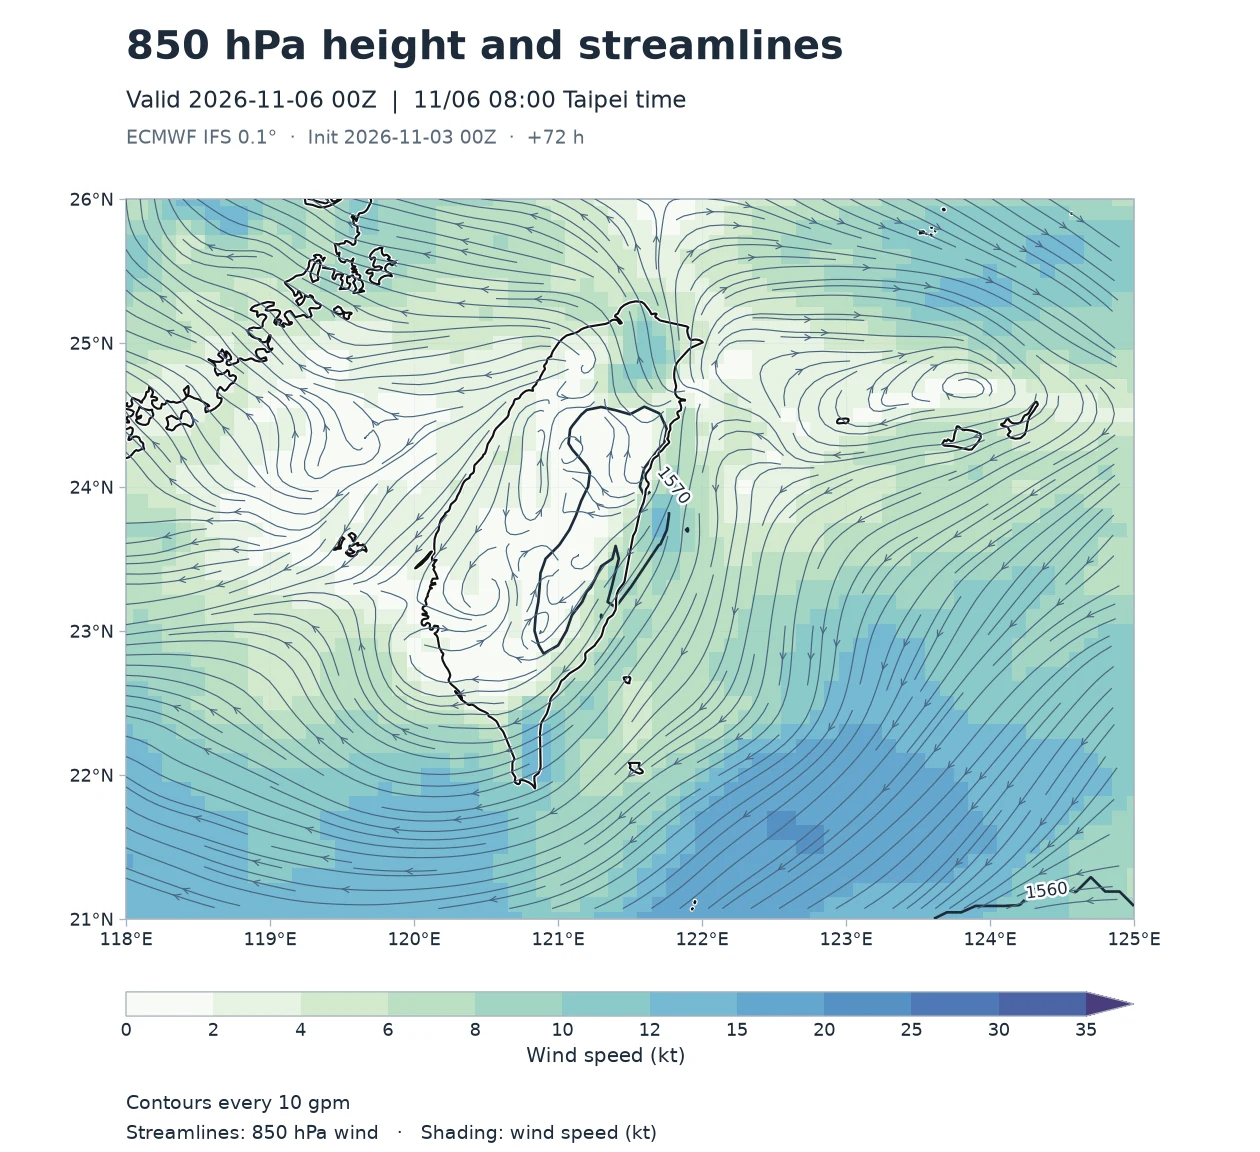 850 hPa height and streamlines
Valid 2026-11-06 00Z | 11/06 08:00 Taipei time
ECMWF IFS 0.1° · Init 2026-11-03 00Z · +72 h
26°N
25°N
24°N
23°N
22°N
21°N
1570
1560
118°E 119°E 120°E 121°E 122°E 123°E 124°E 125°E
0 2 4 6 8 10 12 15 20 25 30 35
Wind speed (kt)
Contours every 10 gpm
Streamlines: 850 hPa wind · Shading: wind speed (kt)